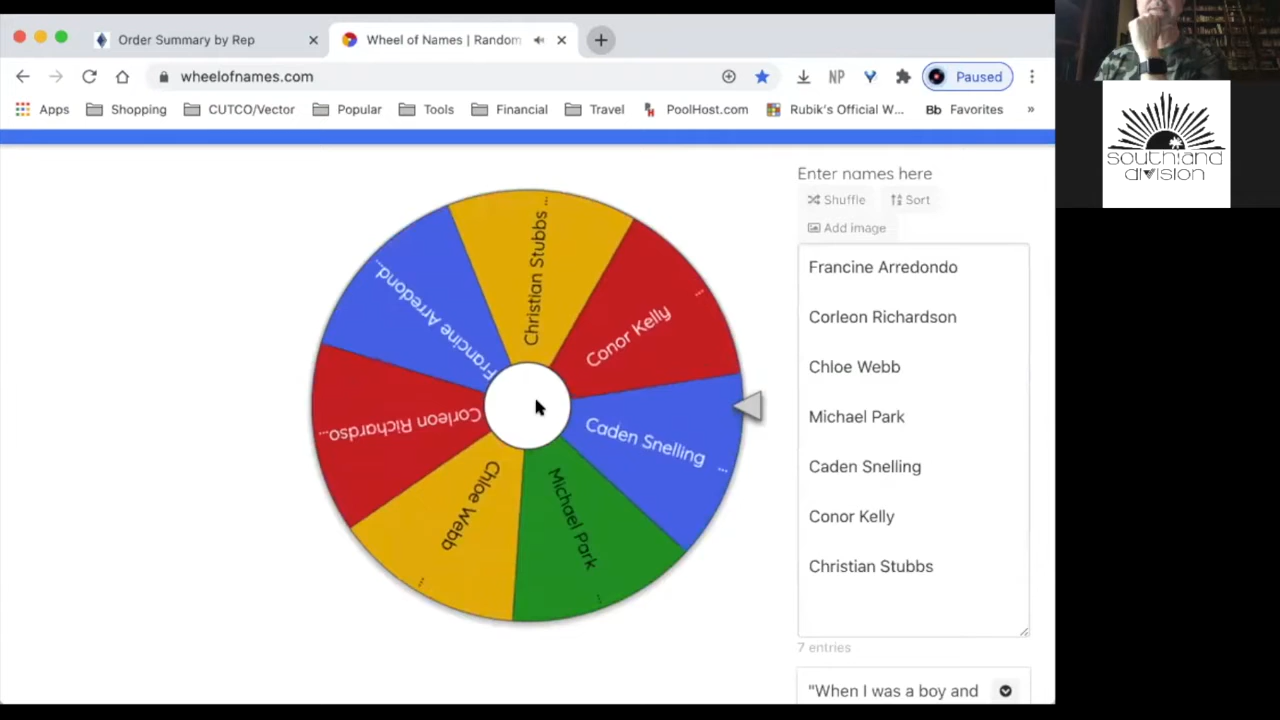 Order Summary by Rep
Wheel of Names | Random
wheelofnames.com
NP
Paused
Apps
Shopping
CUTCO/Vector
Popular
Tools
Financial
Travel
PoolHost.com
Rubik's Official W...
Bb Favorites
»
southland
division
Enter names here
Shuffle
Sort
Add image
Francine Arredondo
Corleon Richardson
Chloe Webb
Michael Park
Caden Snelling
Conor Kelly
Christian Stubbs
7 entries
"When I was a boy and
Christian Stubbs ...
Conor Kelly ...
Caden Snelling ...
Michael Park ...
Chloe Webb ...
Corleon Richardso...
Francine Arredond...